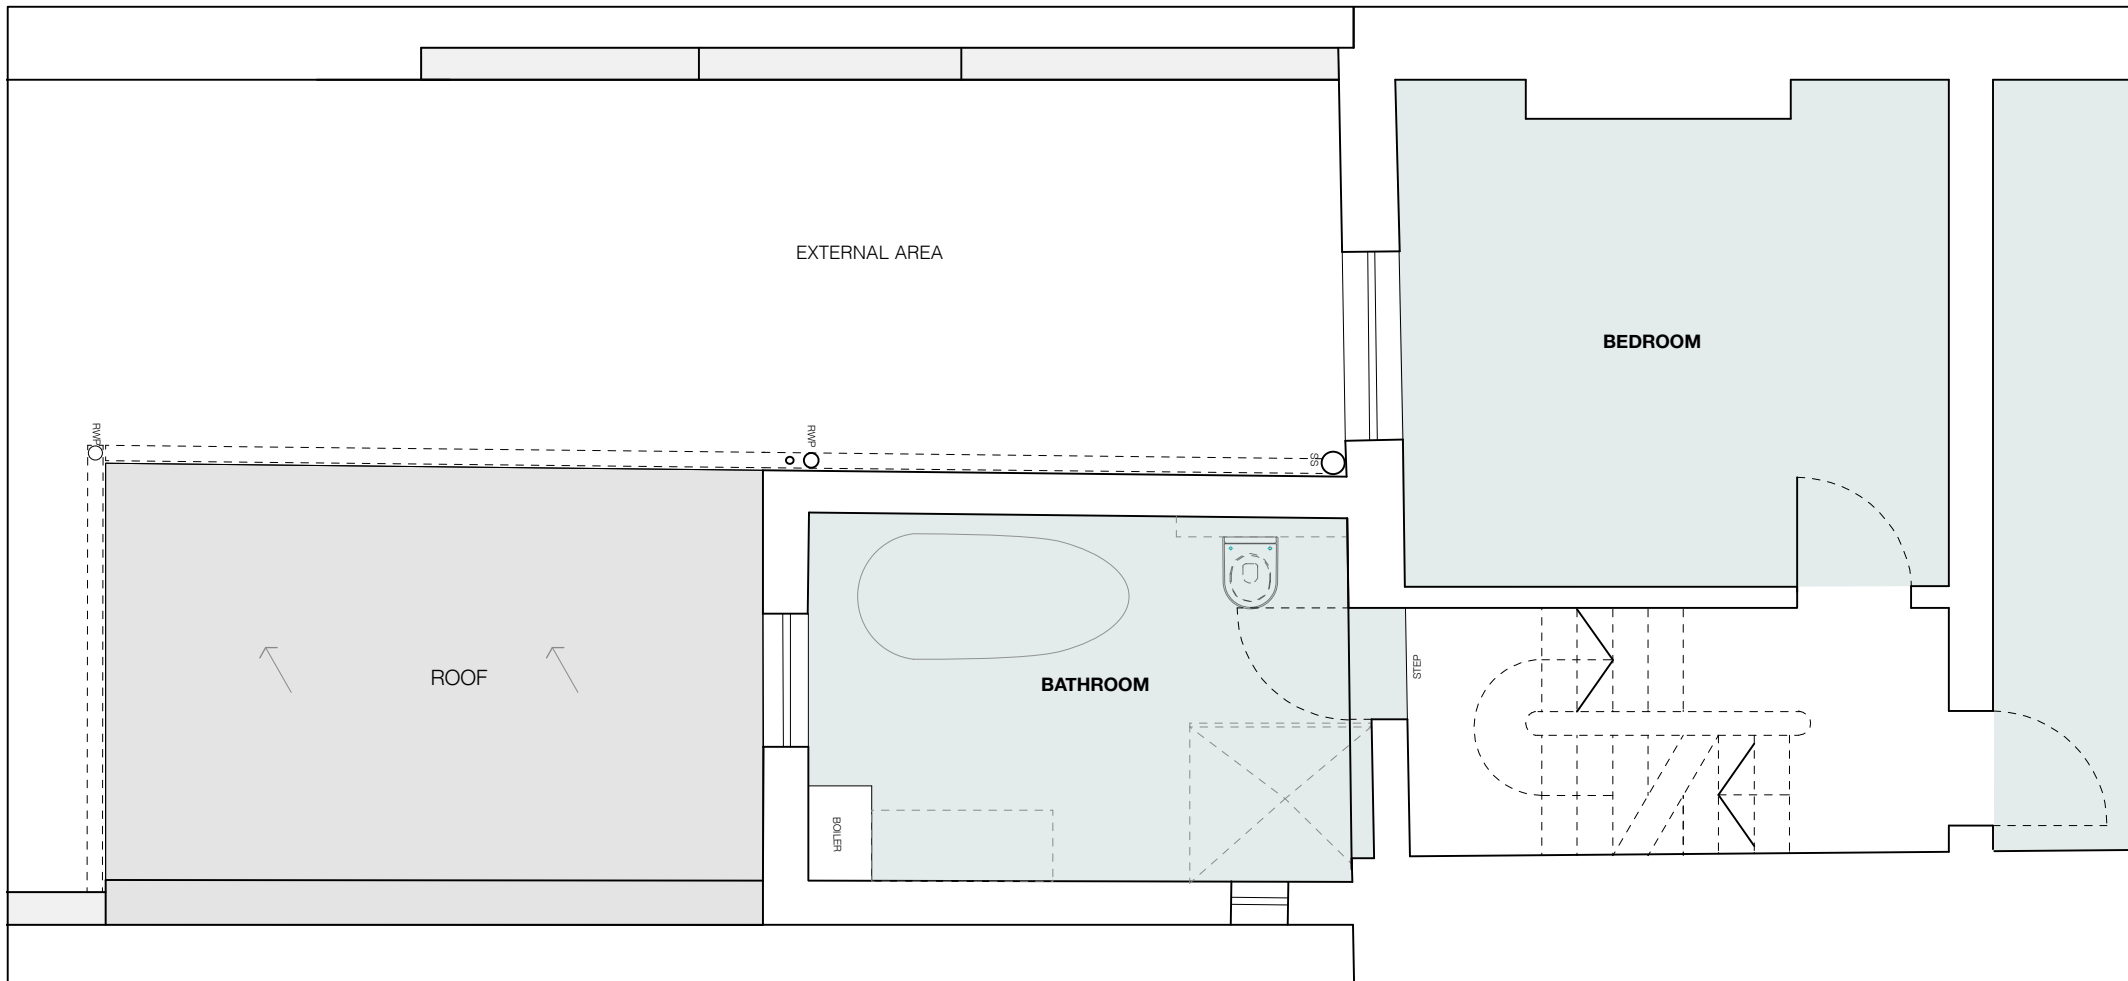 EXTERNAL AREA
BEDROOM
RWP
RWP
SS
ROOF
BATHROOM
STEP
BOILER